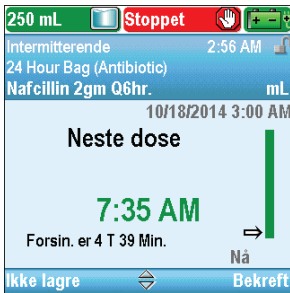 250 mL Stoppet
Intermitterende 2:56 AM
24 Hour Bag (Antibiotic)
Nafcillin 2gm Q6hr. mL
10/18/2014 3:00 AM
Neste dose
7:35 AM
Forsin. er 4 T 39 Min.
Nå
Ikke lagre Bekreft